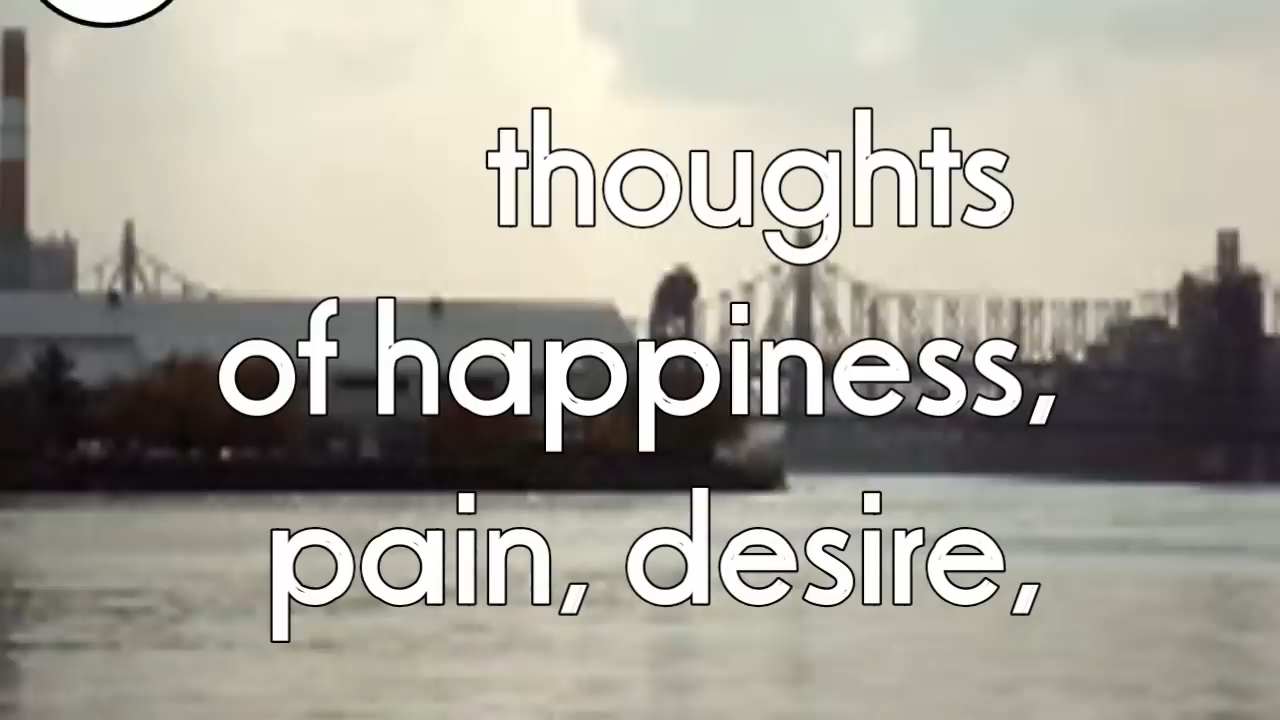 thoughts
of happiness,
pain, desire,